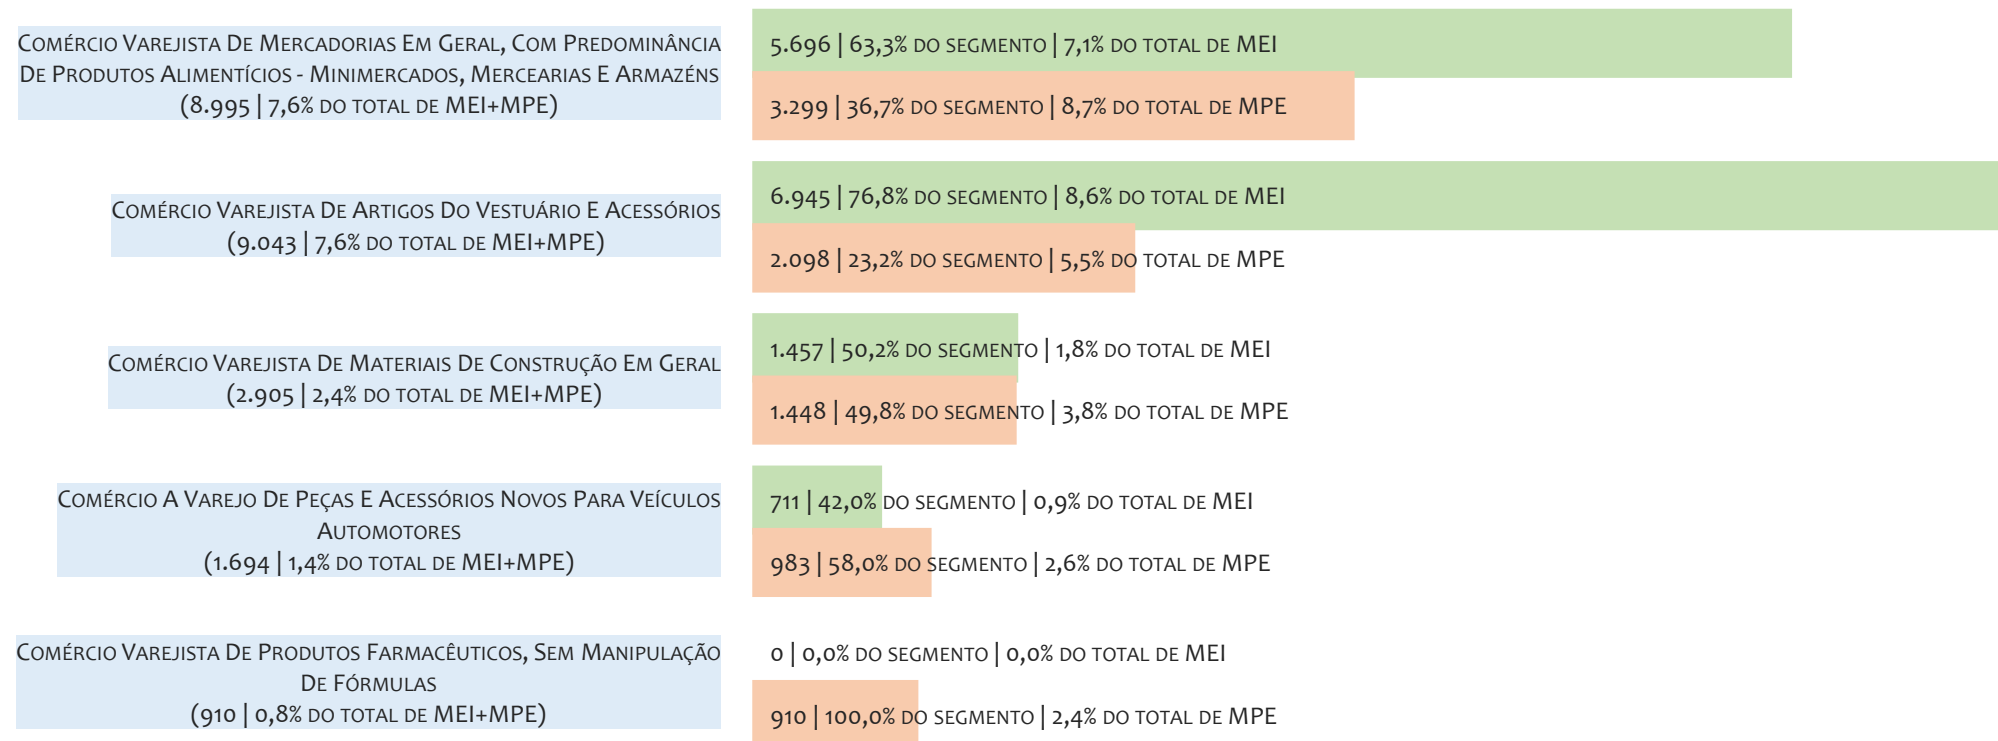 Comércio Varejista De Mercadorias Em Geral, Com Predominância
De Produtos Alimentícios - Minimercados, Mercearias E Armazéns
(8.995 | 7,6% do total de MEI+MPE)
5.696 | 63,3% do segmento | 7,1% do total de MEI
3.299 | 36,7% do segmento | 8,7% do total de MPE
Comércio Varejista De Artigos Do Vestuário E Acessórios
(9.043 | 7,6% do total de MEI+MPE)
6.945 | 76,8% do segmento | 8,6% do total de MEI
2.098 | 23,2% do segmento | 5,5% do total de MPE
Comércio Varejista De Materiais De Construção Em Geral
(2.905 | 2,4% do total de MEI+MPE)
1.457 | 50,2% do segmento | 1,8% do total de MEI
1.448 | 49,8% do segmento | 3,8% do total de MPE
Comércio A Varejo De Peças E Acessórios Novos Para Veículos
Automotores
(1.694 | 1,4% do total de MEI+MPE)
711 | 42,0% do segmento | 0,9% do total de MEI
983 | 58,0% do segmento | 2,6% do total de MPE
Comércio Varejista De Produtos Farmacêuticos, Sem Manipulação
De Fórmulas
(910 | 0,8% do total de MEI+MPE)
0 | 0,0% do segmento | 0,0% do total de MEI
910 | 100,0% do segmento | 2,4% do total de MPE